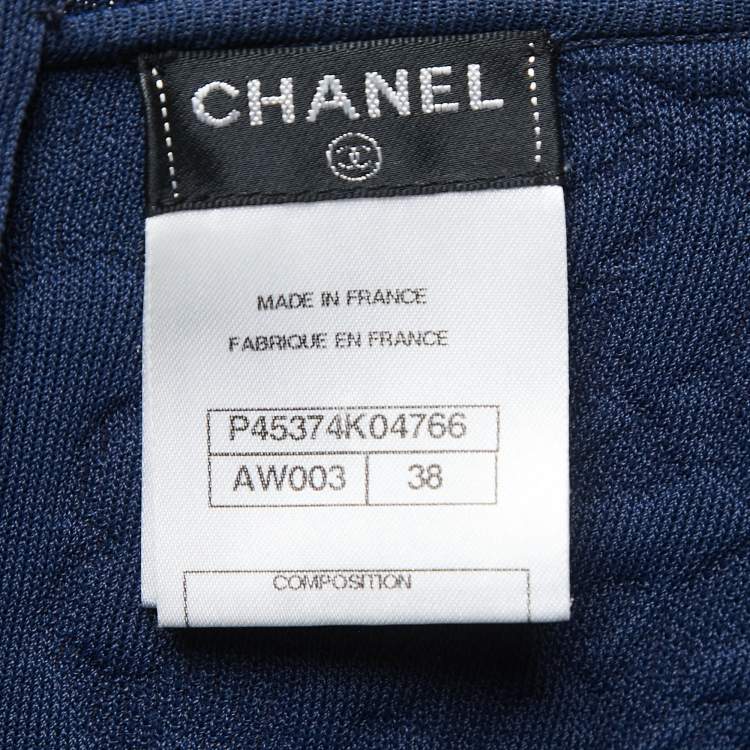 CHANEL
MADE IN FRANCE
FABRIQUE EN FRANCE
P45374K04766
AW003 38
COMPOSITION